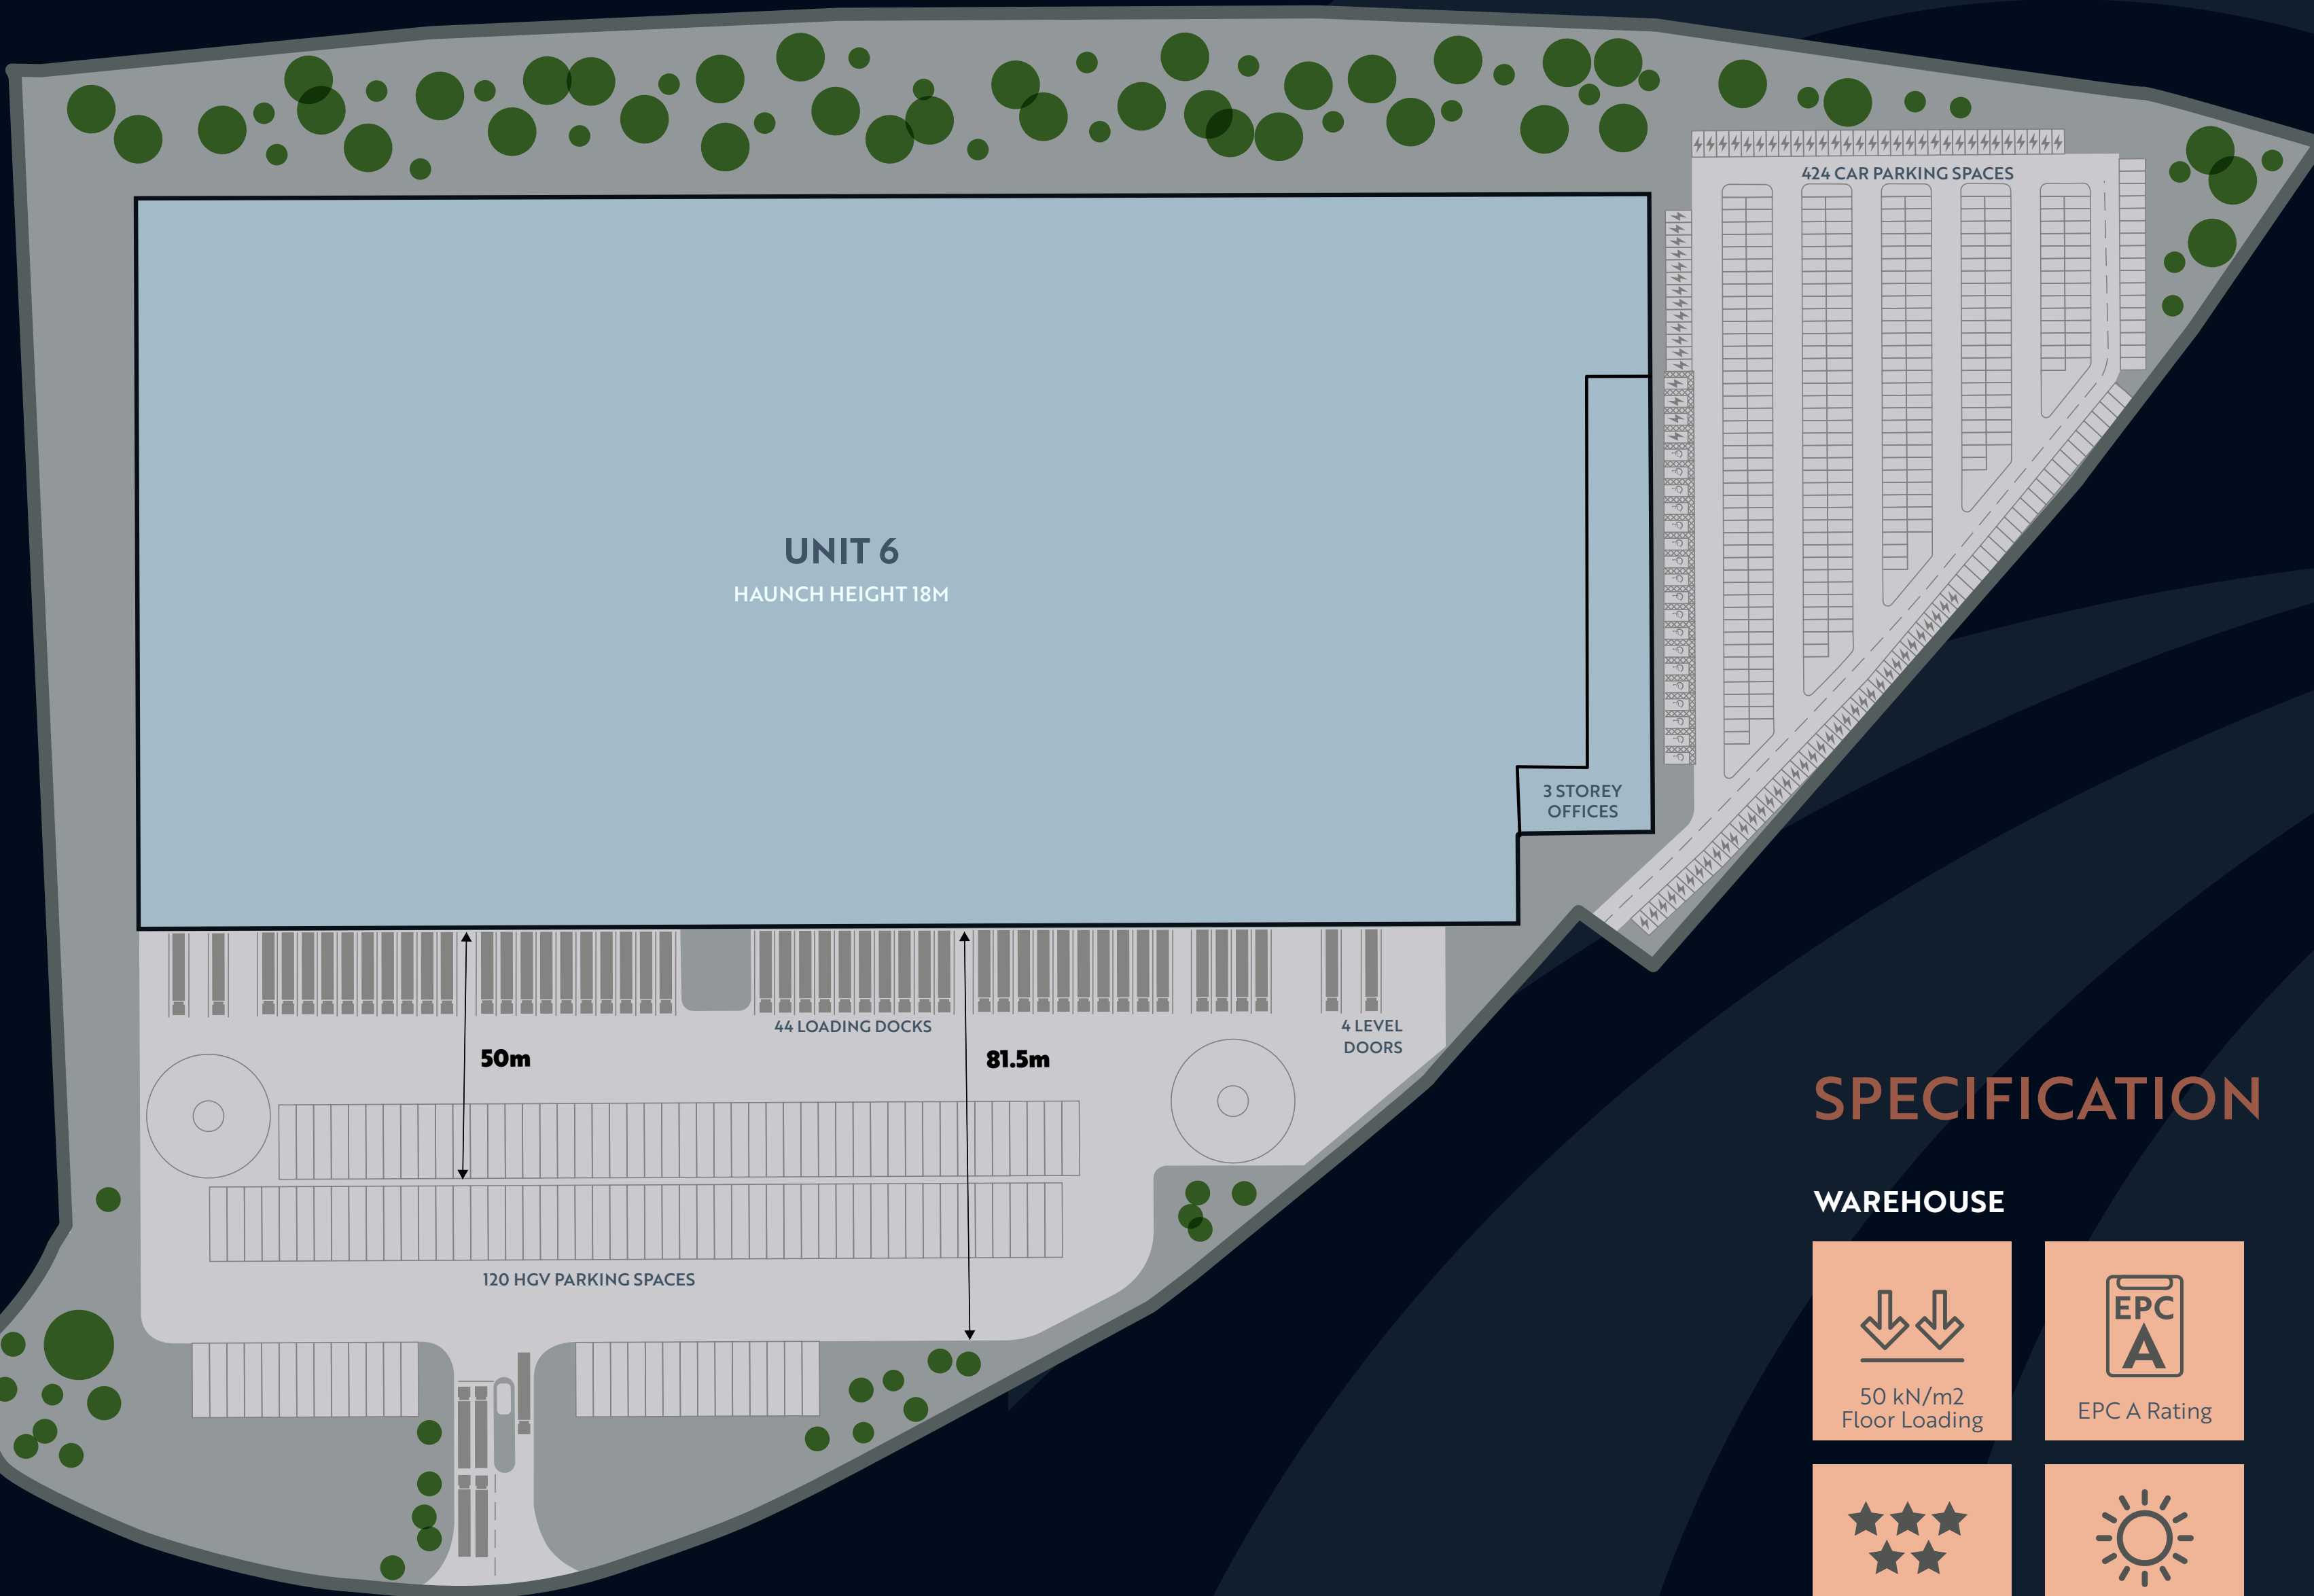 424 CAR PARKING SPACES
UNIT 6
HAUNCH HEIGHT 18M
3 STOREY
OFFICES
44 LOADING DOCKS
4 LEVEL
DOORS
50m
81.5m
120 HGV PARKING SPACES
SPECIFICATION
WAREHOUSE
50 kN/m2
Floor Loading
EPC
A
EPC A Rating